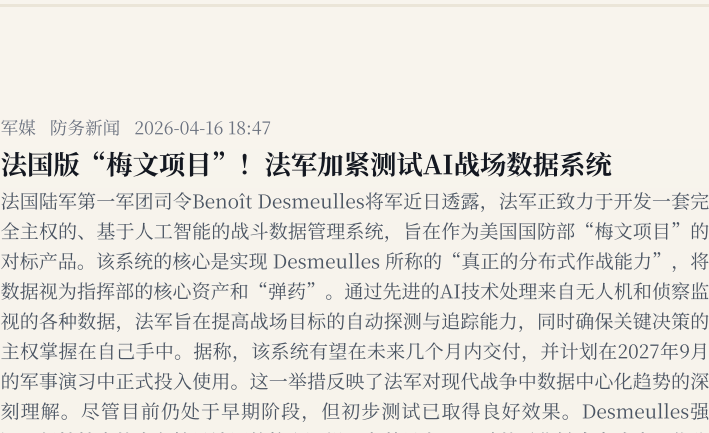 军媒 防务新闻 2026-04-16 18:47
法国版“梅文项目”！法军加紧测试AI战场数据系统
法国陆军第一军团司令Benoît Desmeulles将军近日透露，法军正致力于开发一套完
全主权的、基于人工智能的战斗数据管理系统，旨在作为美国国防部“梅文项目”的
对标产品。该系统的核心是实现 Desmeulles 所称的“真正的分布式作战能力”，将
数据视为指挥部的核心资产和“弹药”。通过先进的AI技术处理来自无人机和侦察监
视的各种数据，法军旨在提高战场目标的自动探测与追踪能力，同时确保关键决策的
主权掌握在自己手中。据称，该系统有望在未来几个月内交付，并计划在2027年9月
的军事演习中正式投入使用。这一举措反映了法军对现代战争中数据中心化趋势的深
刻理解。尽管目前仍处于早期阶段，但初步测试已取得良好效果。Desmeulles强